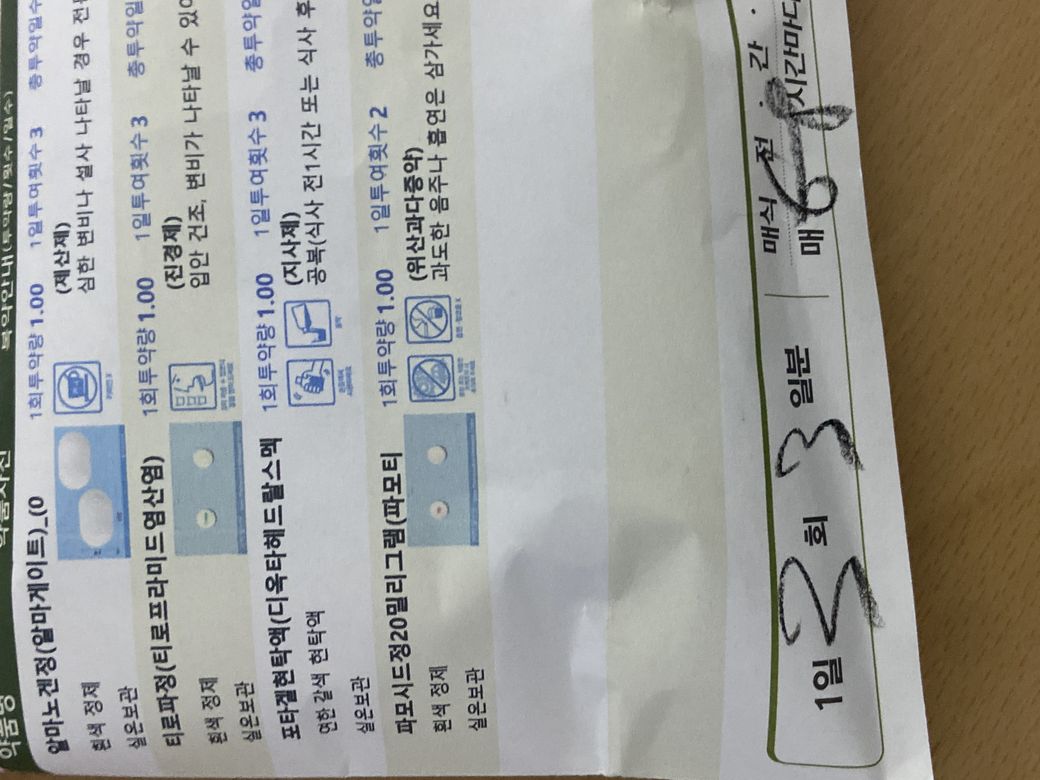 약품명 약품사진 복약안내(투약량/횟수/일수)
알마노겐정(알마게이트)_(0 1회투약량 1.00 1일투여횟수 3 총투약일수
흰색 정제 (제산제)
실온보관 심한 변비나 설사 나타날 경우 전
티로파정(티로프라미드염산염) 1회투약량 1.00 1일투여횟수 3 총투약일
흰색 정제 (진경제)
실온보관 입안 건조, 변비가 나타날 수 있어
포타겔현탁액(디옥타헤드랄스멕 1회투약량 1.00 1일투여횟수 3 총투약일
여한 갈색 현탁액 (지사제)
실온보관 공복(식사 전1시간 또는 식사 후
파모시드정20밀리그램(파모티 1회투약량 1.00 1일투여횟수 2 총투약일
흰색 정제 (위산과다증약)
실온보관 과도한 음주나 흡연은 삼가세요
1일 2 회 3 일분 매식 전 · 간 ·
매 6-8 시간마다